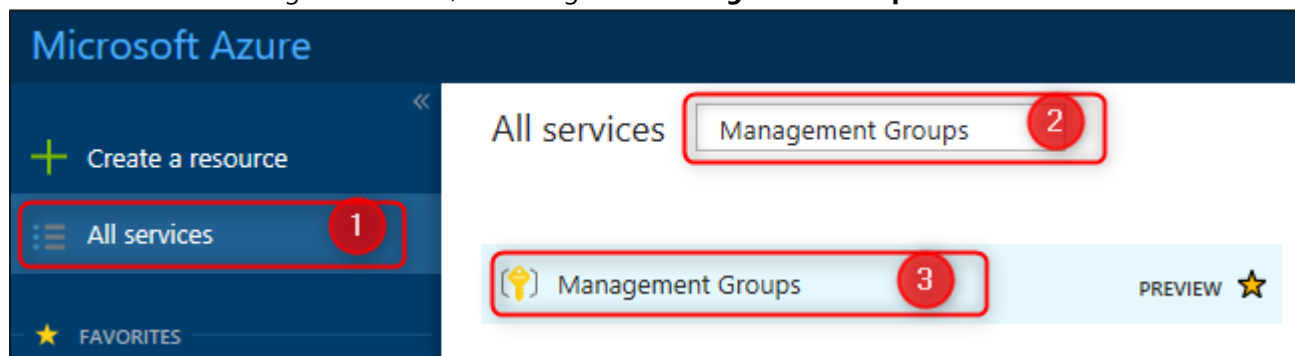 Microsoft Azure
«
Create a resource
All services
1
FAVORITES
All services
Management Groups
2
Management Groups
3
PREVIEW